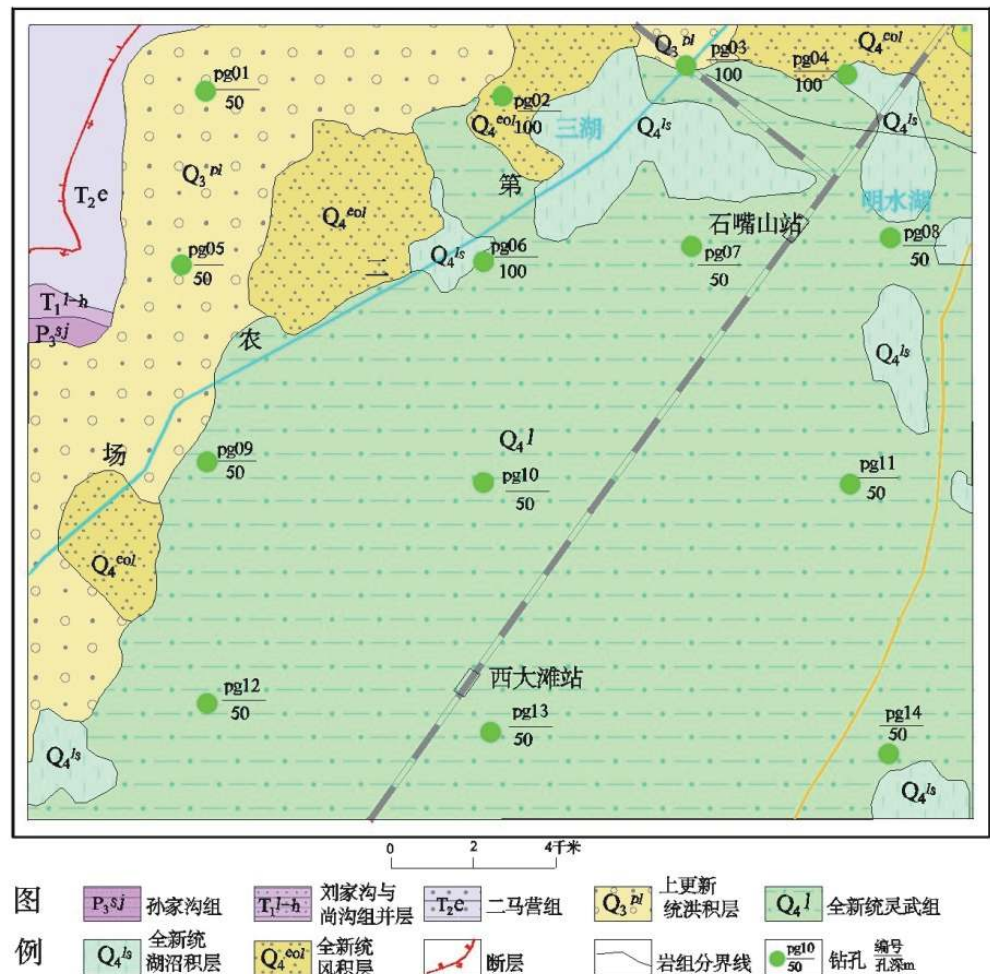 Q₃ᵖˡ
pg03
100
Q₄ᵉᵒˡ
pg04
100
pg01
50
pg02
100
Q₄ᵉᵒˡ
三湖
Q₄ˡˢ
Q₄ˡˢ
Q₃ᵖˡ
T₂e
Q₄ᵉᵒˡ
第
明水湖
石嘴山站
pg05
50
Q₄ˡˢ
pg06
100
pg07
50
pg08
50
T₁ˡ⁻ʰ
P₃ˢʲ
农
Q₄ˡˢ
场
pg09
50
Q₄l
pg10
50
pg11
50
Q₄ᵉᵒˡ
西大滩站
pg12
50
pg13
50
pg14
50
Q₄ˡˢ
Q₄ˡˢ
0 2 4千米
图
例
P₃ˢʲ 孙家沟组
T₁ˡ⁻ʰ 刘家沟与
尚沟组并层
T₂e 二马营组
Q₃ᵖˡ 上更新
统洪积层
Q₄l 全新统灵武组
Q₄ˡˢ 全新统
湖沼积层
Q₄ᵉᵒˡ 全新统
风积层
断层
岩组分界线
pg10
50
钻孔 编号
孔深m